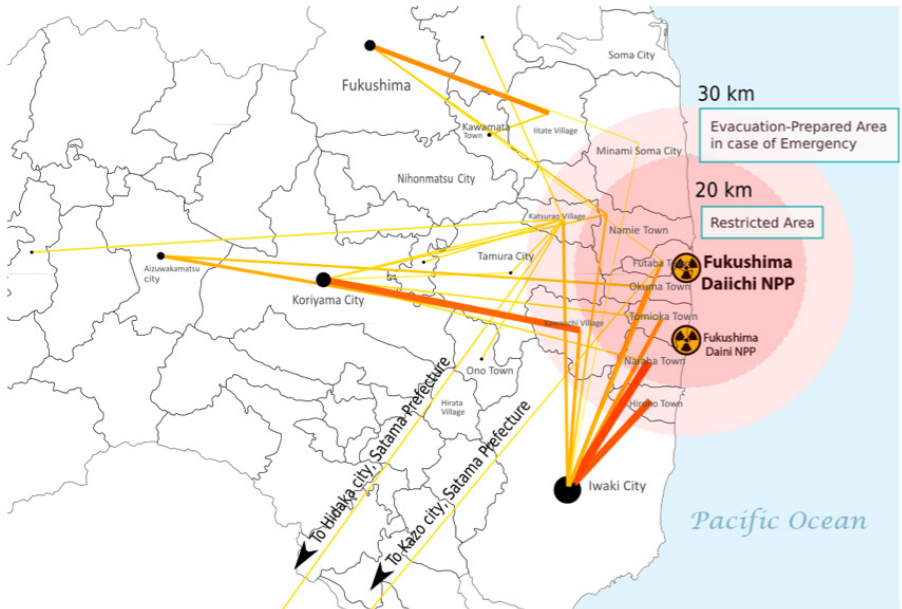 Soma City
30 km
Evacuation-Prepared Area
in case of Emergency
Fukushima
Kawamata
Town
Iitate Village
Minami Soma City
Nihonmatsu City
20 km
Restricted Area
Katsurao Village
Namie Town
Tamura City
Futaba
Fukushima
Daiichi NPP
Aizuwakamatsu
city
Okuma Town
Koriyama City
Tomioka Town
Kawauchi Village
Fukushima
Daini NPP
Naraha Town
Ono Town
Hirata
Village
Hirono Town
To Hidaka city, Satama Prefecture
To Kazo city, Satama Prefecture
Iwaki City
Pacific Ocean